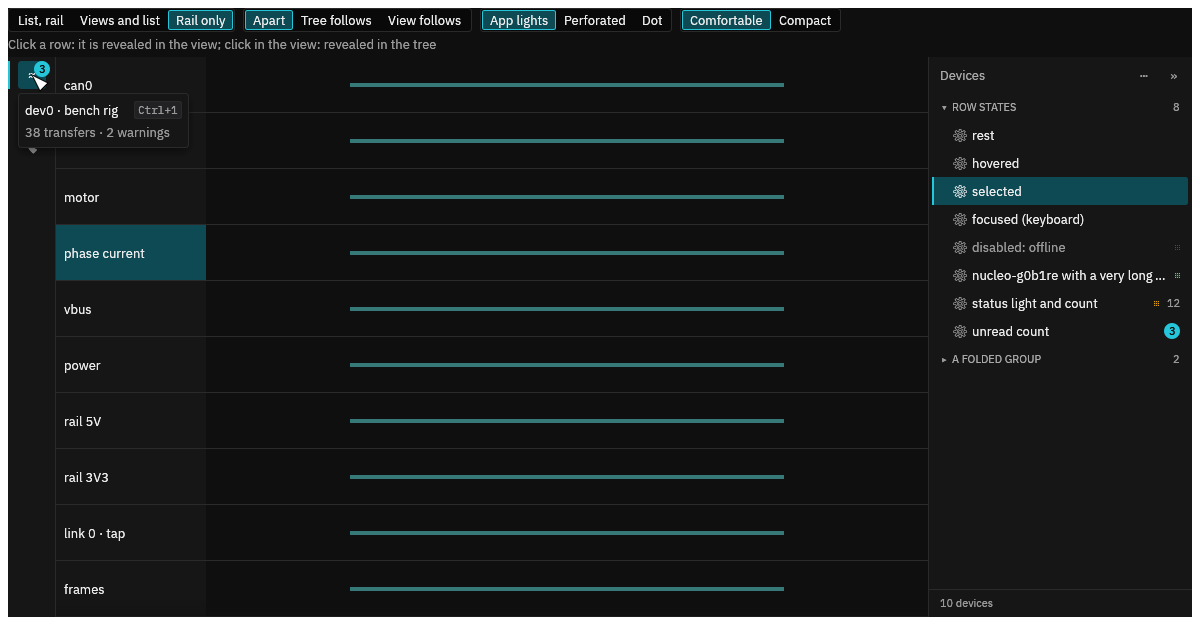 List, rail Views and list Rail only Apart Tree follows View follows App lights Perforated Dot Comfortable Compact
Click a row: it is revealed in the view; click in the view: revealed in the tree
3
can0
dev0 · bench rig Ctrl+1
38 transfers · 2 warnings
motor
phase current
vbus
power
rail 5V
rail 3V3
link 0 · tap
frames
Devices ··· »
ROW STATES 8
rest
hovered
selected
focused (keyboard)
disabled: offline
nucleo-g0b1re with a very long ...
status light and count 12
unread count 3
A FOLDED GROUP 2
10 devices